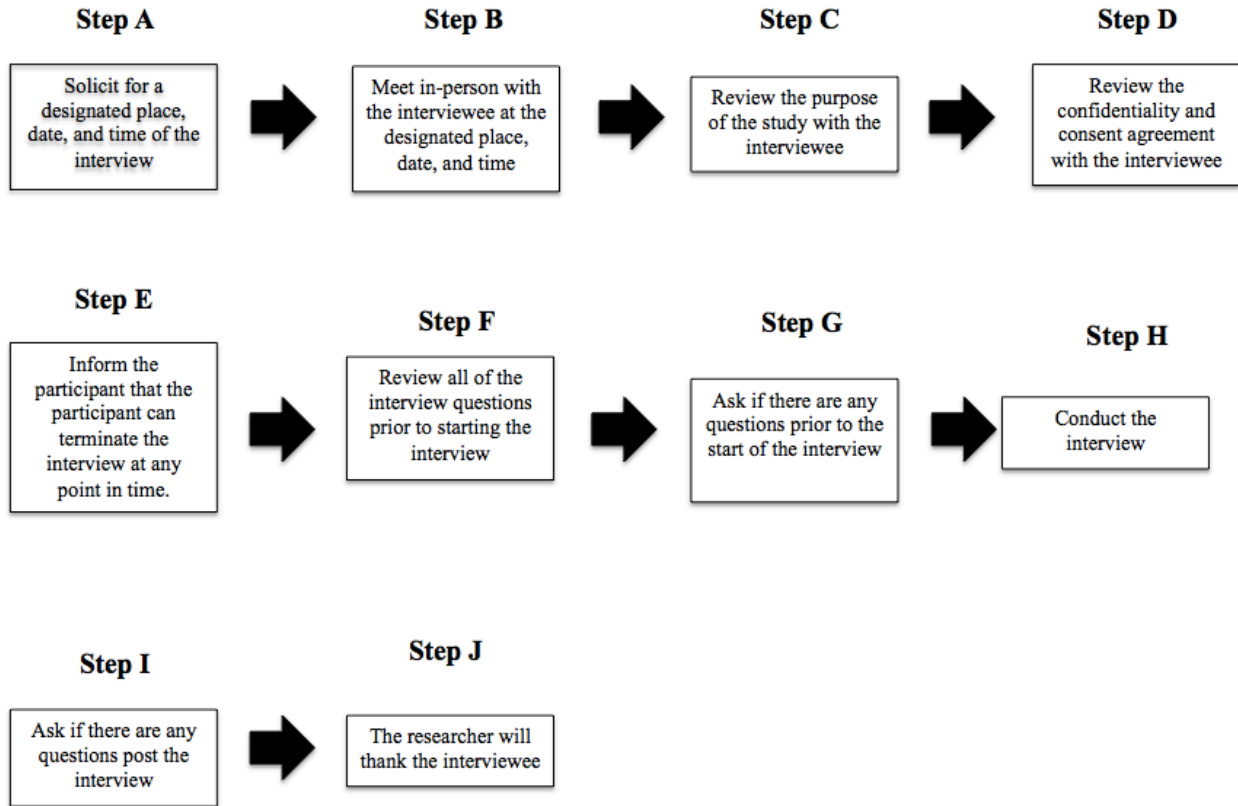 Step A
Solicit for a
designated place,
date, and time of the
interview
Step B
Meet in-person with
the interviewee at the
designated place,
date, and time
Step C
Review the purpose
of the study with the
interviewee
Step D
Review the
confidentiality and
consent agreement
with the interviewee
Step E
Inform the
participant that the
participant can
terminate the
interview at any
point in time.
Step F
Review all of the
interview questions
prior to starting the
interview
Step G
Ask if there are any
questions prior to the
start of the interview
Step H
Conduct the
interview
Step I
Ask if there are any
questions post the
interview
Step J
The researcher will
thank the interviewee